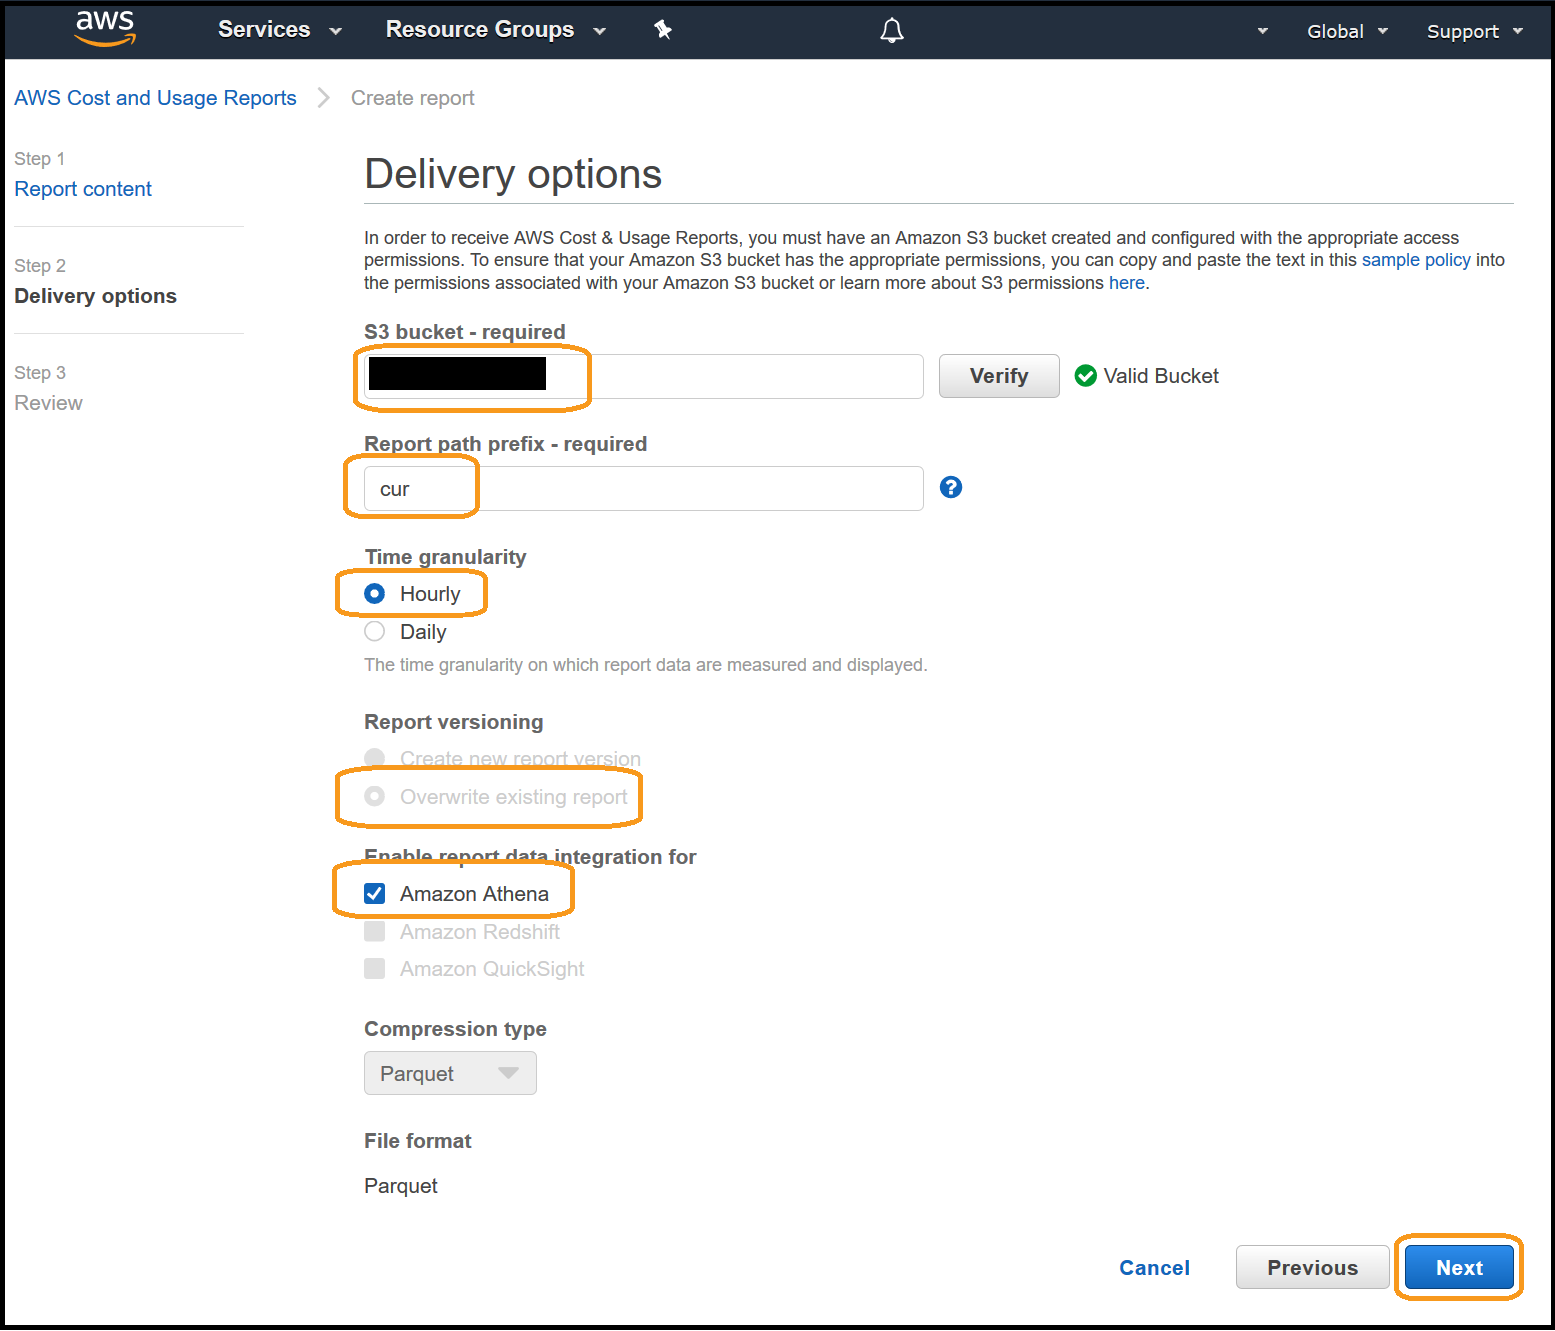 aws Services Resource Groups Global Support
AWS Cost and Usage Reports Create report
Step 1
Report content
Step 2
Delivery options
Step 3
Review
Delivery options
In order to receive AWS Cost & Usage Reports, you must have an Amazon S3 bucket created and configured with the appropriate access
permissions. To ensure that your Amazon S3 bucket has the appropriate permissions, you can copy and paste the text in this sample policy into
the permissions associated with your Amazon S3 bucket or learn more about S3 permissions here.
S3 bucket - required
Verify Valid Bucket
Report path prefix - required
cur ?
Time granularity
Hourly
Daily
The time granularity on which report data are measured and displayed.
Report versioning
Create new report version
Overwrite existing report
Enable report data integration for
Amazon Athena
Amazon Redshift
Amazon QuickSight
Compression type
Parquet
File format
Parquet
Cancel Previous Next